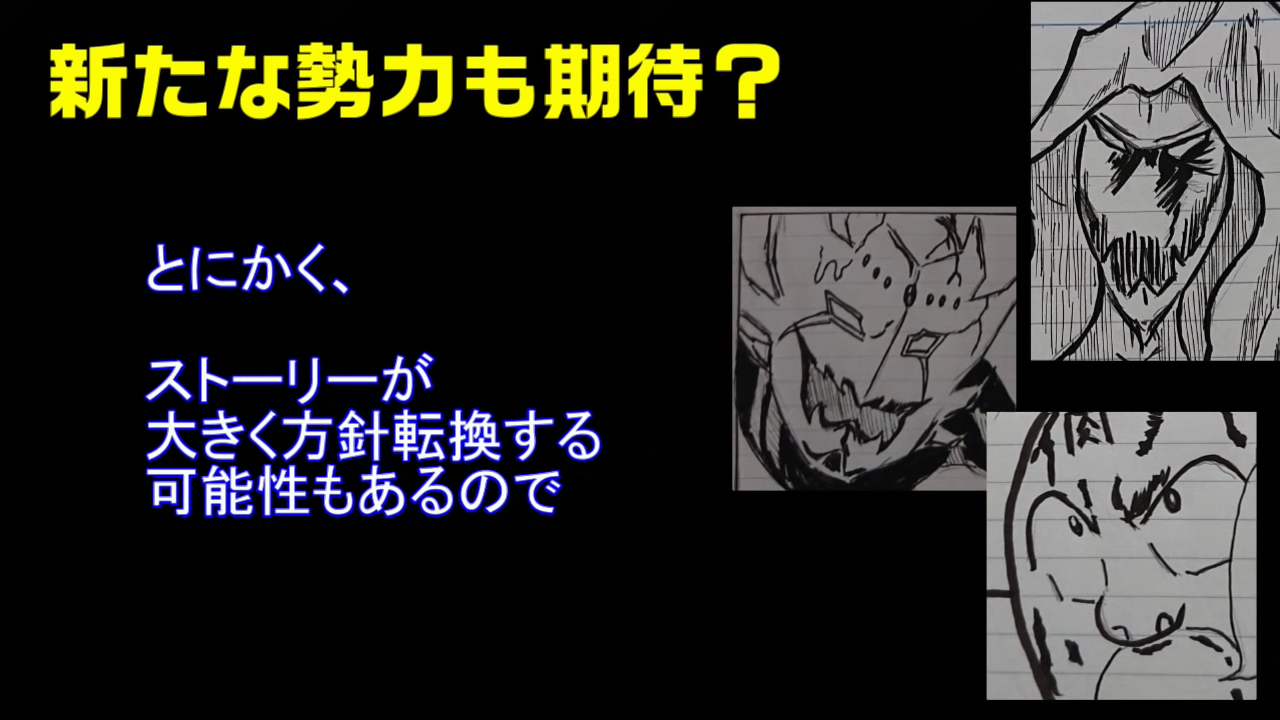 新たな勢力も期待？
とにかく、
ストーリーが
大きく方針転換する
可能性もあるので
肉